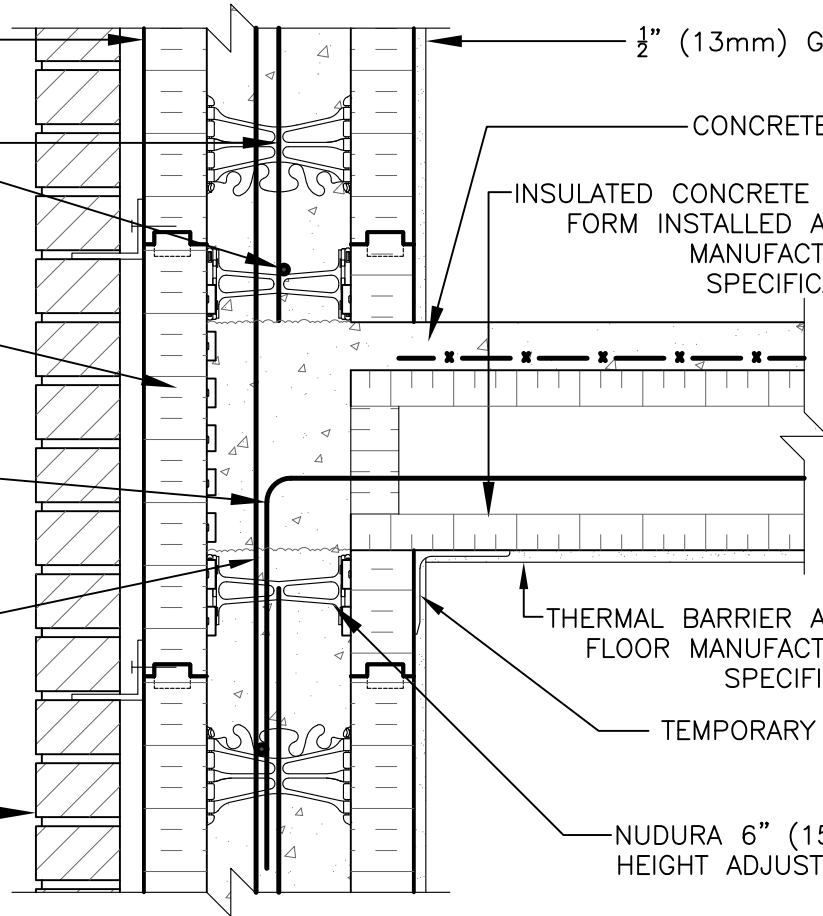 ½" (13mm) G
CONCRETE
INSULATED CONCRETE
FORM INSTALLED A
MANUFACT
SPECIFICA
THERMAL BARRIER A
FLOOR MANUFACT
SPECIFI
TEMPORARY
NUDURA 6" (15
HEIGHT ADJUST